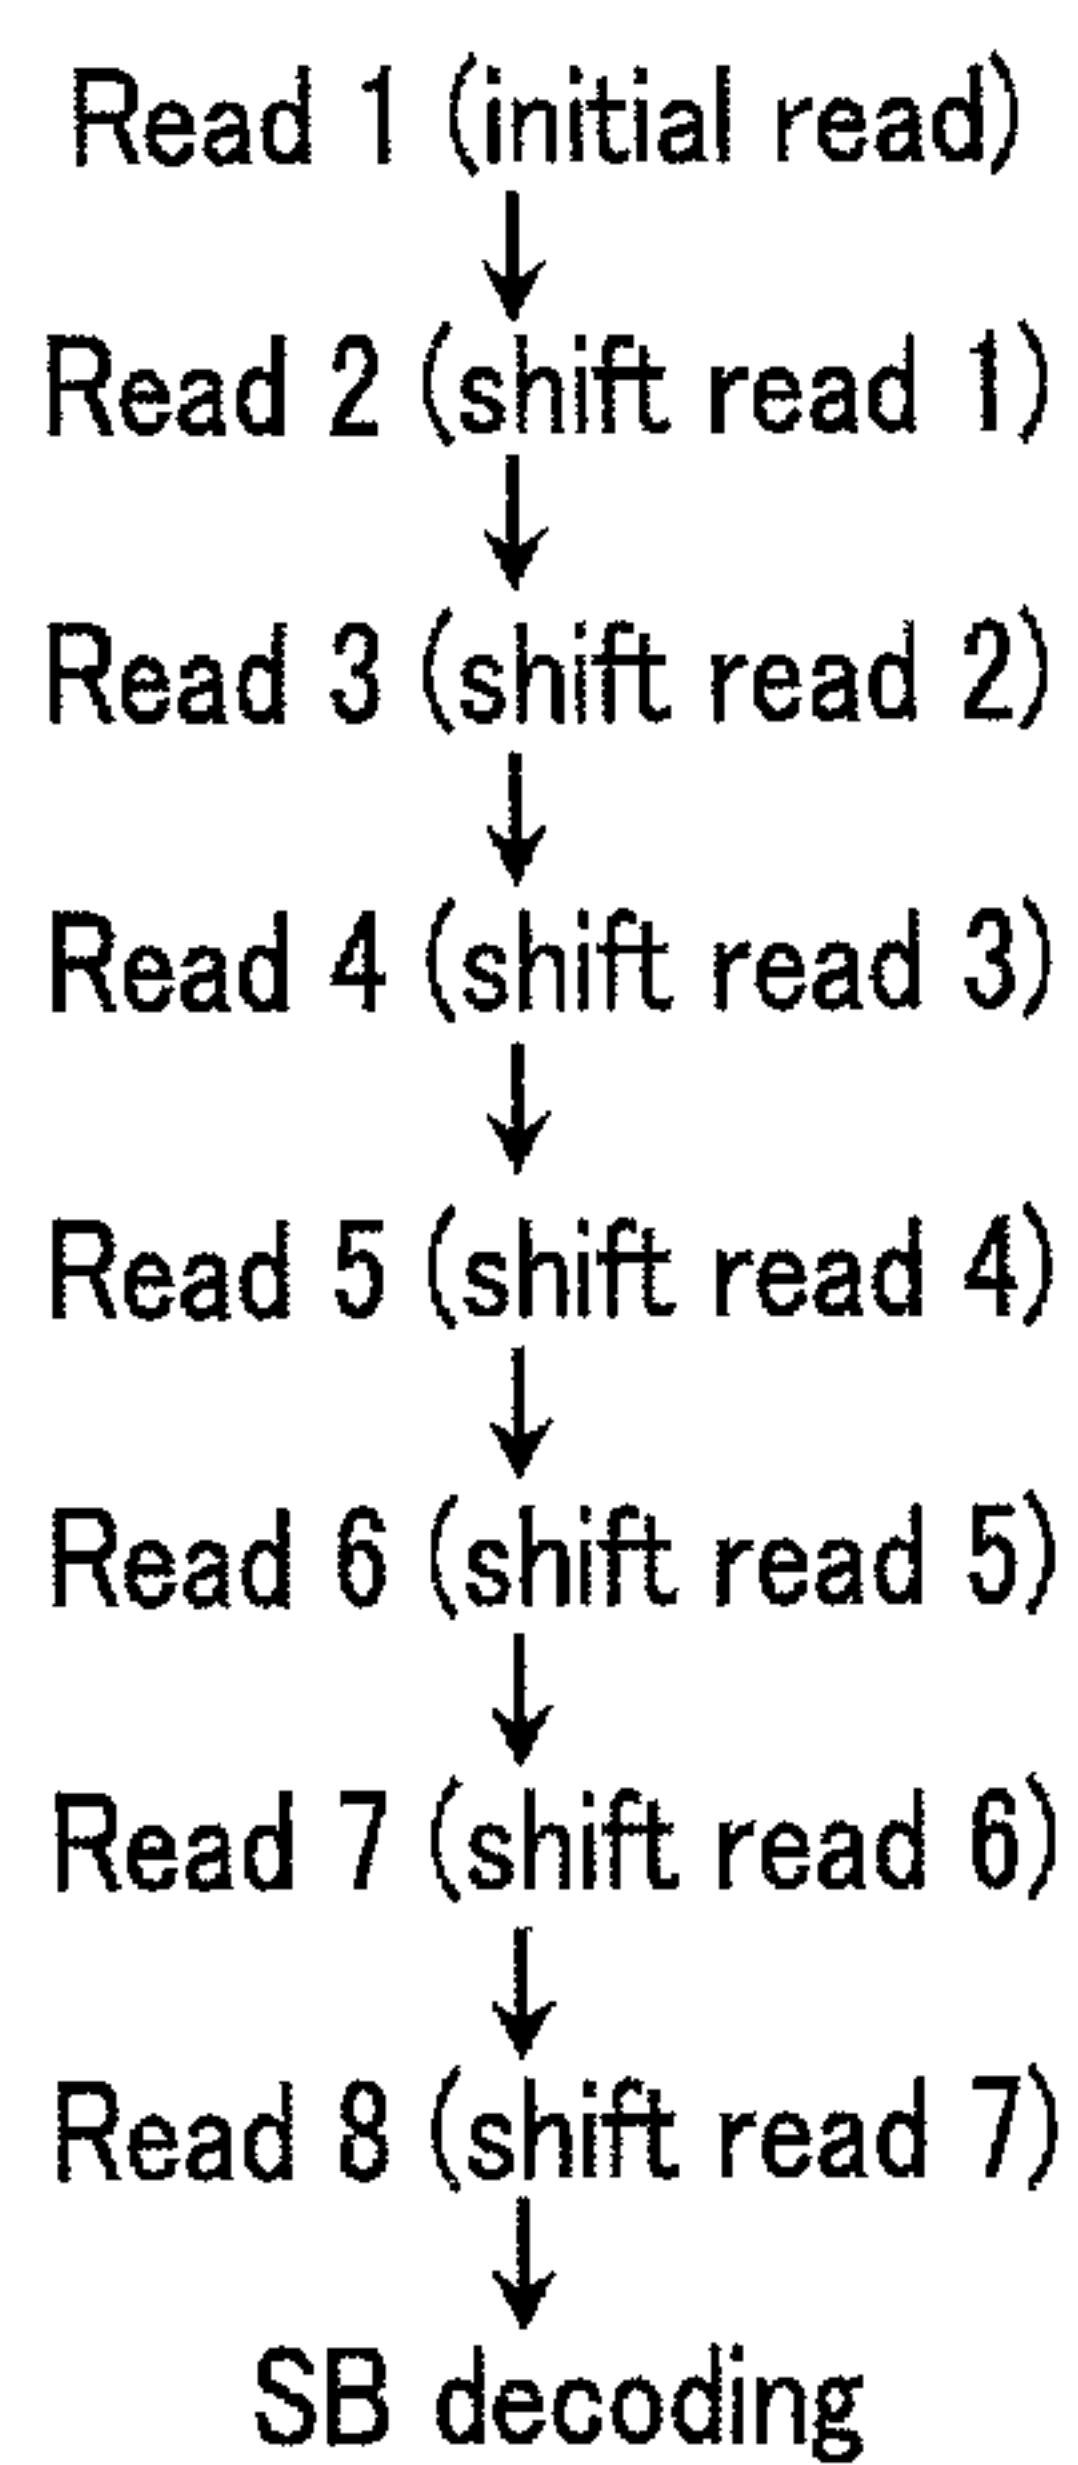 Read 1 (initial read)
Read 2 (shift read 1)
Read 3 (shift read 2)
Read 4 (shift read 3)
Read 5 (shift read 4)
Read 6 (shift read 5)
Read 7 (shift read 6)
Read 8 (shift read 7)
SB decoding